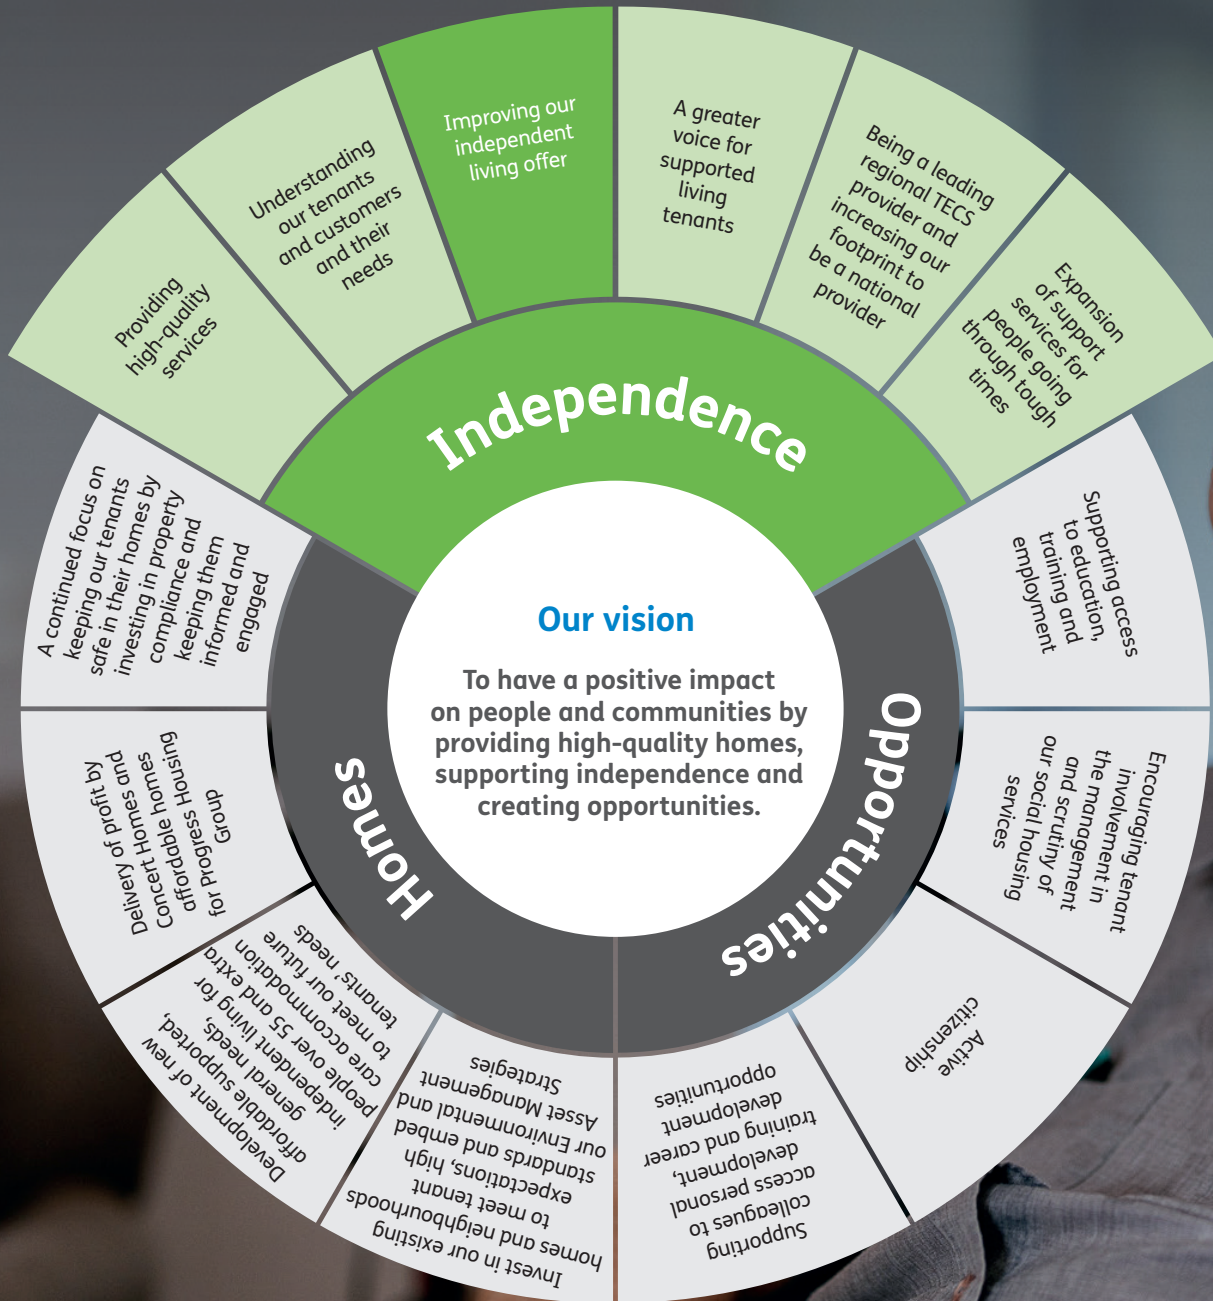 Our vision
To have a positive impact
on people and communities by
providing high-quality homes,
supporting independence and
creating opportunities.
Independence
Providing
high-quality
services
Understanding
our tenants
and customers
and their
needs
Improving our
independent
living offer
A greater
voice for
supported
living
tenants
Being a leading
regional TECS
provider and
increasing our
footprint to
be a national
provider
Expansion
of support
services for
people going
through tough
times
Opportunities
Supporting access
to education,
training and
employment
Encouraging tenant
involvement in
the management
and scrutiny of
our social housing
services
Active
citizenship
Supporting
colleagues to
access personal
development,
training and career
development
opportunities
Homes
Invest in our existing
homes and neighbourhoods
to meet tenant
expectations, high
standards and embed
our Environmental and
Asset Management
Strategies
Development of new
affordable supported,
general needs,
independent living for
people over 55 and extra
care accommodation
to meet our future
tenants' needs
Delivery of profit by
Concert Homes and
affordable homes
for Progress Housing
Group
A continued focus on
keeping our tenants
safe in their homes by
investing in property
compliance and
keeping them
informed and
engaged